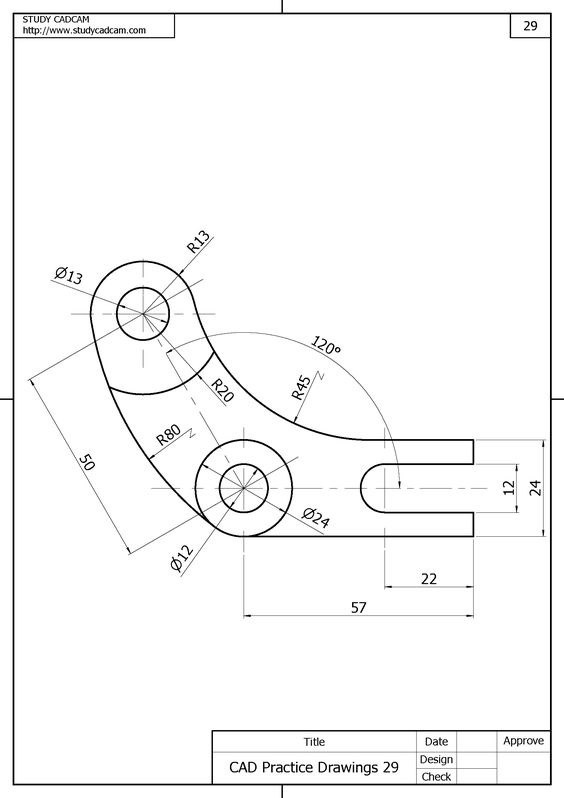 STUDY CADCAM
http://www.studycadcam.com
29
R13
Ø13
120°
R20
R45
R80
50
Ø24
Ø12
12
24
22
57
Title
Date
Approve
CAD Practice Drawings 29
Design
Check